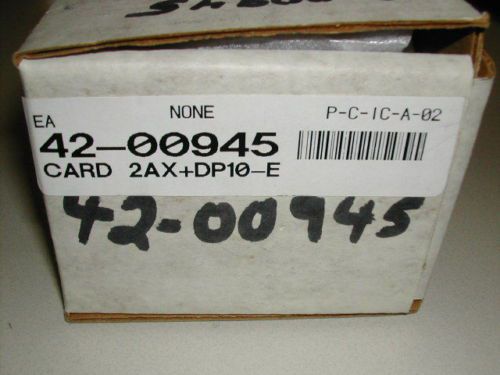 EA NONE P-C-IC-A-02
42-00945
CARD 2AX+DP10-E
42-00945